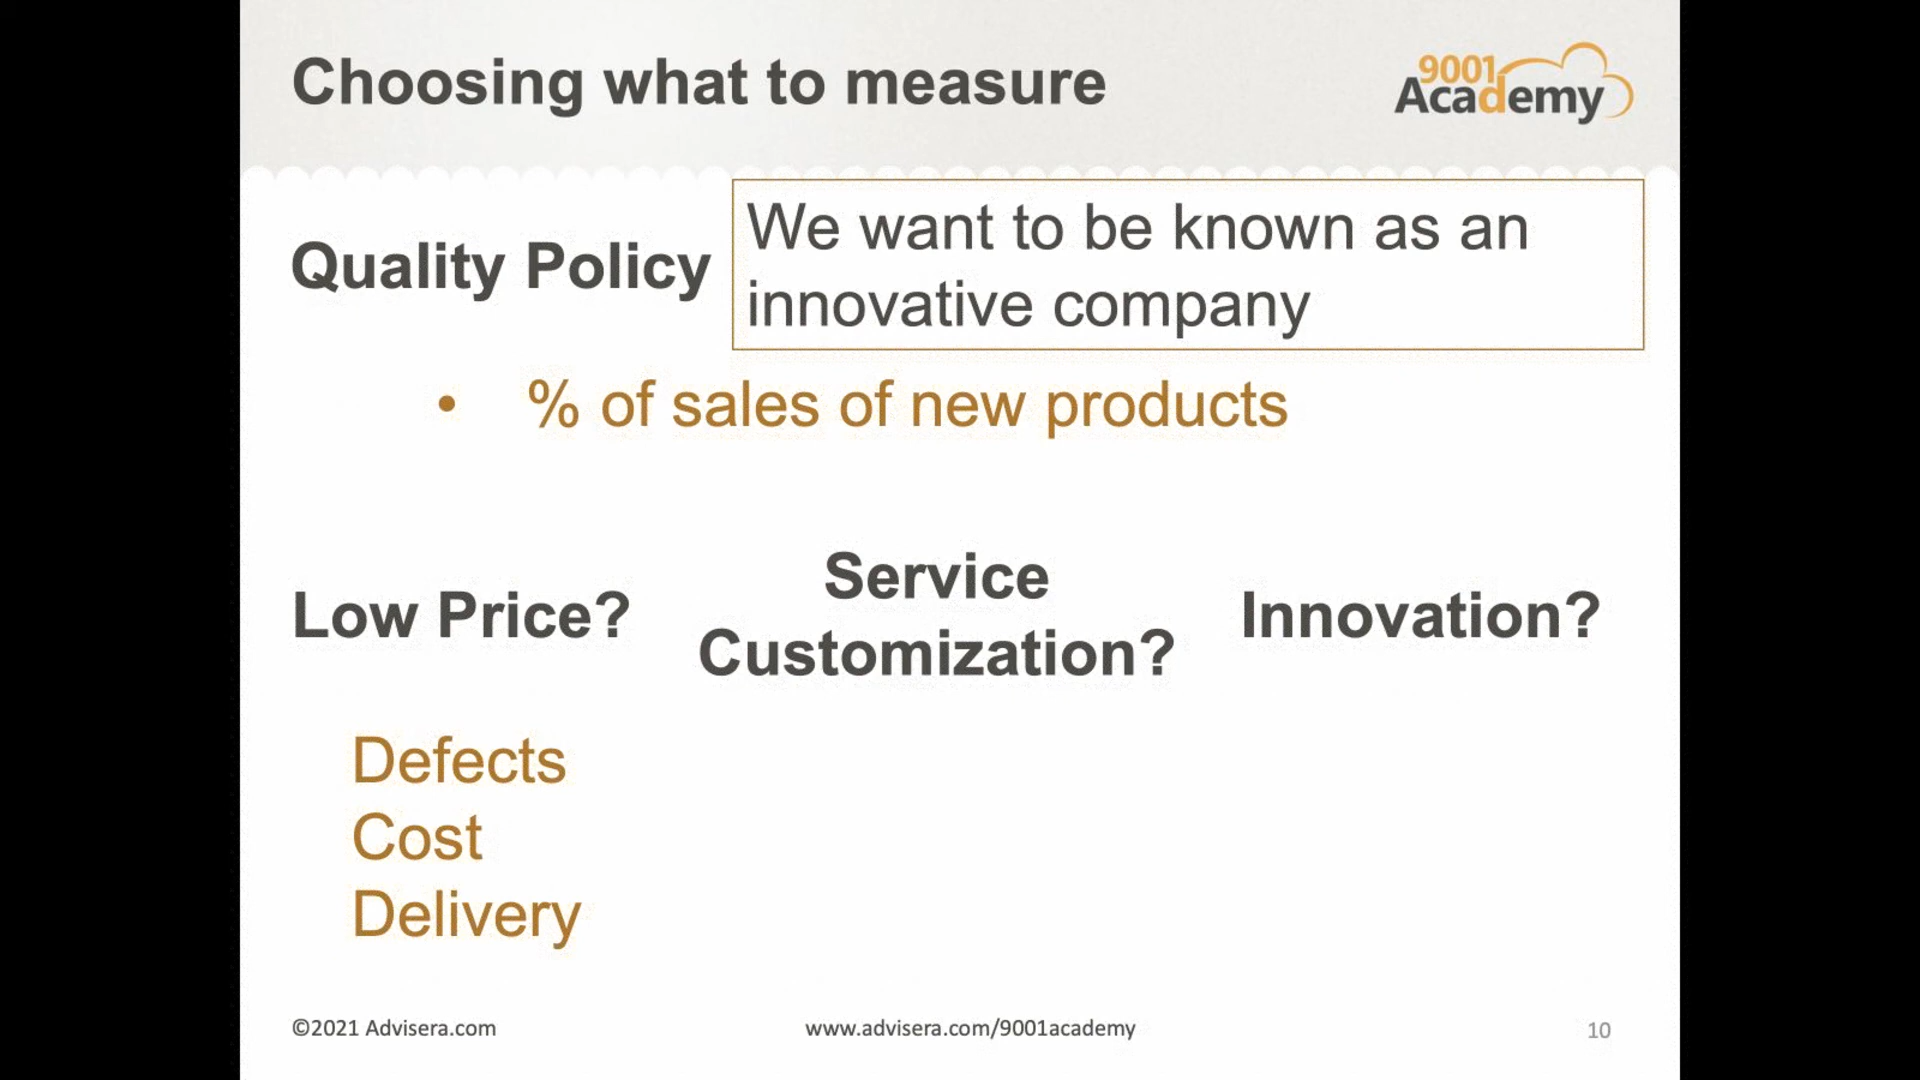 Choosing what to measure
9001
Academy
Quality Policy
We want to be known as an
innovative company
• % of sales of new products
Low Price?
Service
Customization?
Innovation?
Defects
Cost
Delivery
©2021 Advisera.com
www.advisera.com/9001academy
10